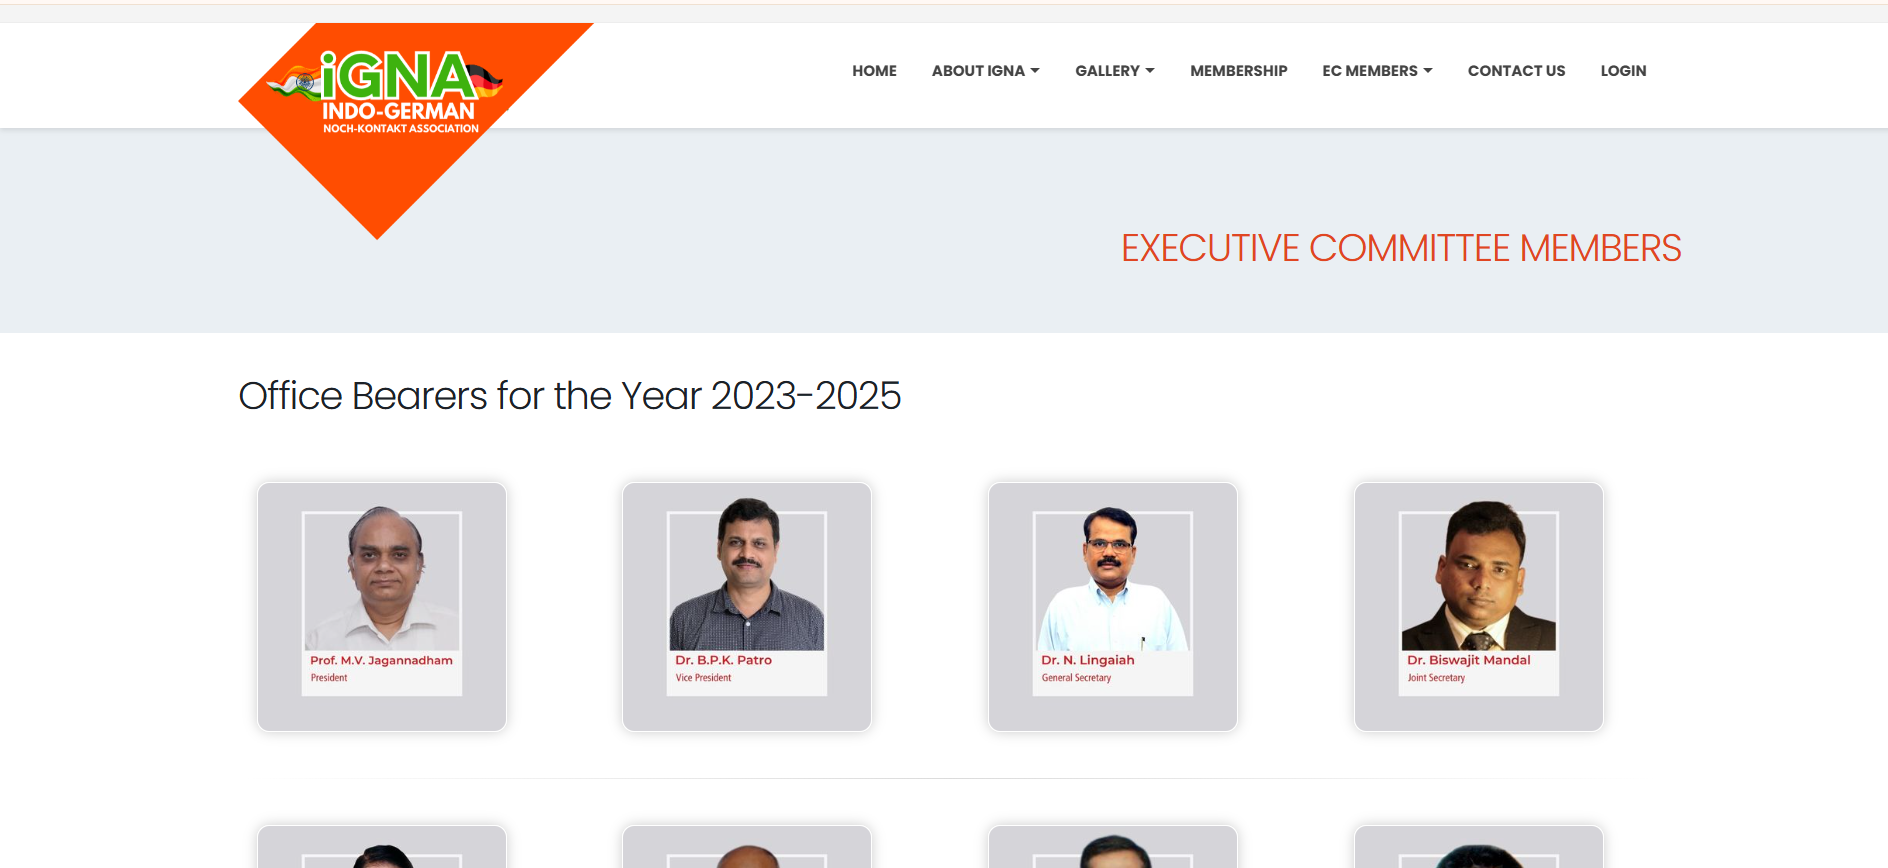 iGNA
INDO-GERMAN
NOCH-KONTAKT ASSOCIATION
HOME ABOUT IGNA GALLERY MEMBERSHIP EC MEMBERS CONTACT US LOGIN
EXECUTIVE COMMITTEE MEMBERS
Office Bearers for the Year 2023-2025
Prof. M.V. Jagannadham
President
Dr. B.P.K. Patro
Vice President
Dr. N. Lingaiah
General Secretary
Dr. Biswajit Mandal
Joint Secretary